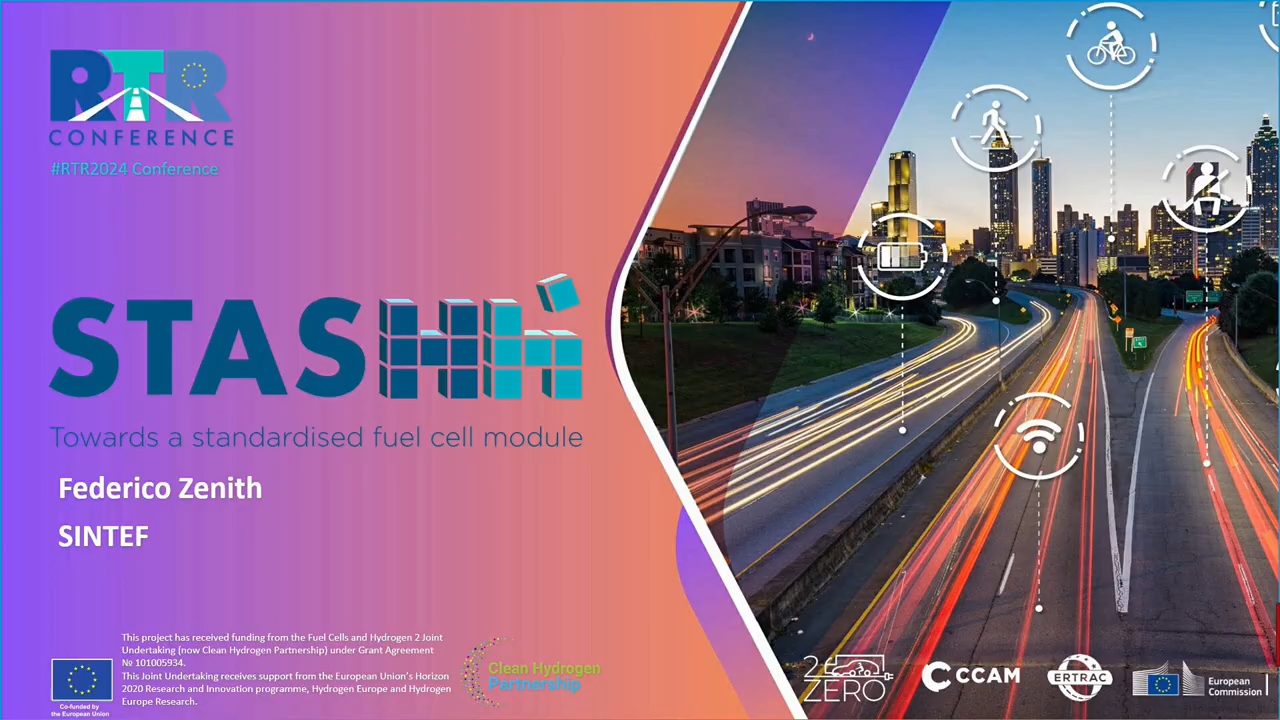 RTR
CONFERENCE
#RTR2024 Conference
STASHH
Towards a standardised fuel cell module
Federico Zenith
SINTEF
This project has received funding from the Fuel Cells and Hydrogen 2 Joint
Undertaking (now Clean Hydrogen Partnership) under Grant Agreement
№ 101005934.
This Joint Undertaking receives support from the European Union's Horizon
2020 Research and Innovation programme, Hydrogen Europe and Hydrogen
Europe Research.
Co-funded by
the European Union
Clean Hydrogen
Partnership
2
ZERO
CCAM
ERTRAC
European
Commission